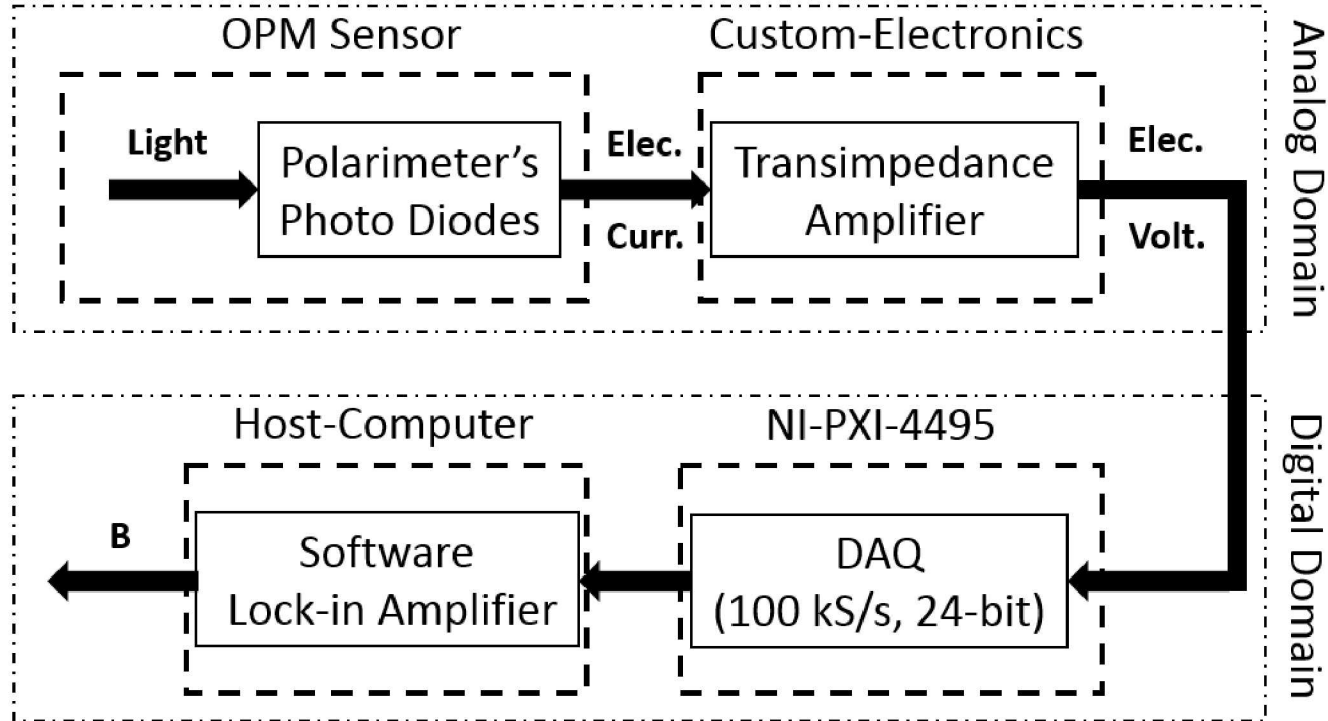 OPM Sensor
Custom-Electronics
Analog Domain
Light
Polarimeter's
Photo Diodes
Elec.
Curr.
Transimpedance
Amplifier
Elec.
Volt.
Host-Computer
NI-PXI-4495
Digital Domain
B
Software
Lock-in Amplifier
DAQ
(100 kS/s, 24-bit)